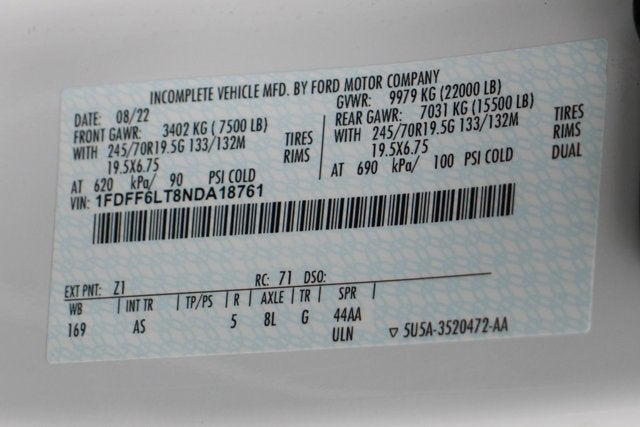 INCOMPLETE VEHICLE MFD. BY FORD MOTOR COMPANY
DATE: 08/22 GVWR: 9979 KG (22000 LB)
FRONT GAWR: 3402 KG ( 7500 LB) REAR GAWR: 7031 KG (15500 LB)
WITH 245/70R19.5G 133/132M TIRES WITH 245/70R19.5G 133/132M TIRES
19.5X6.75 RIMS 19.5X6.75 RIMS
AT 620 kPa/ 90 PSI COLD AT 690 kPa/ 100 PSI COLD DUAL
VIN: 1FDFF6LT8NDA18761
EXT PNT: Z1 RC: 71 DSO:
WB INT TR TP/PS R AXLE TR SPR
169 AS 5 8L G 44AA
ULN ▽ 5U5A-3520472-AA